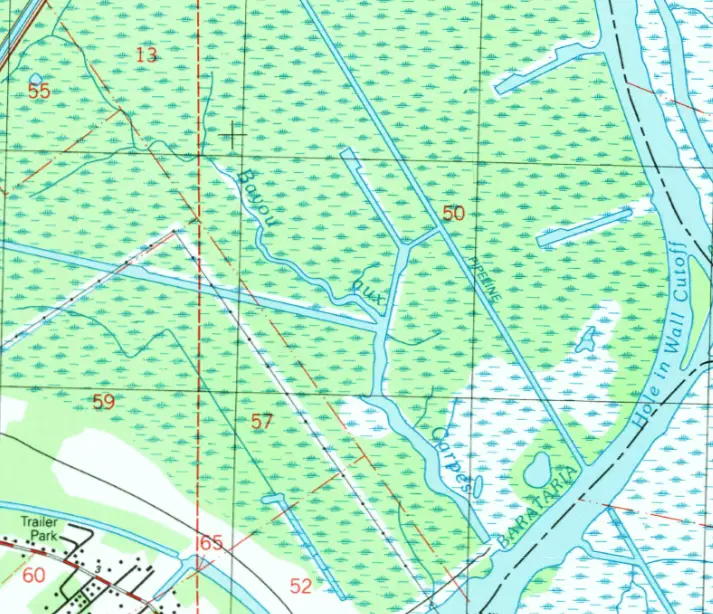 13
55
Bayou
50
PIPELINE
aux
Hole in Wall Cutoff
59
57
Carpes
BARATARIA
Trailer
Park
65
3
60
52